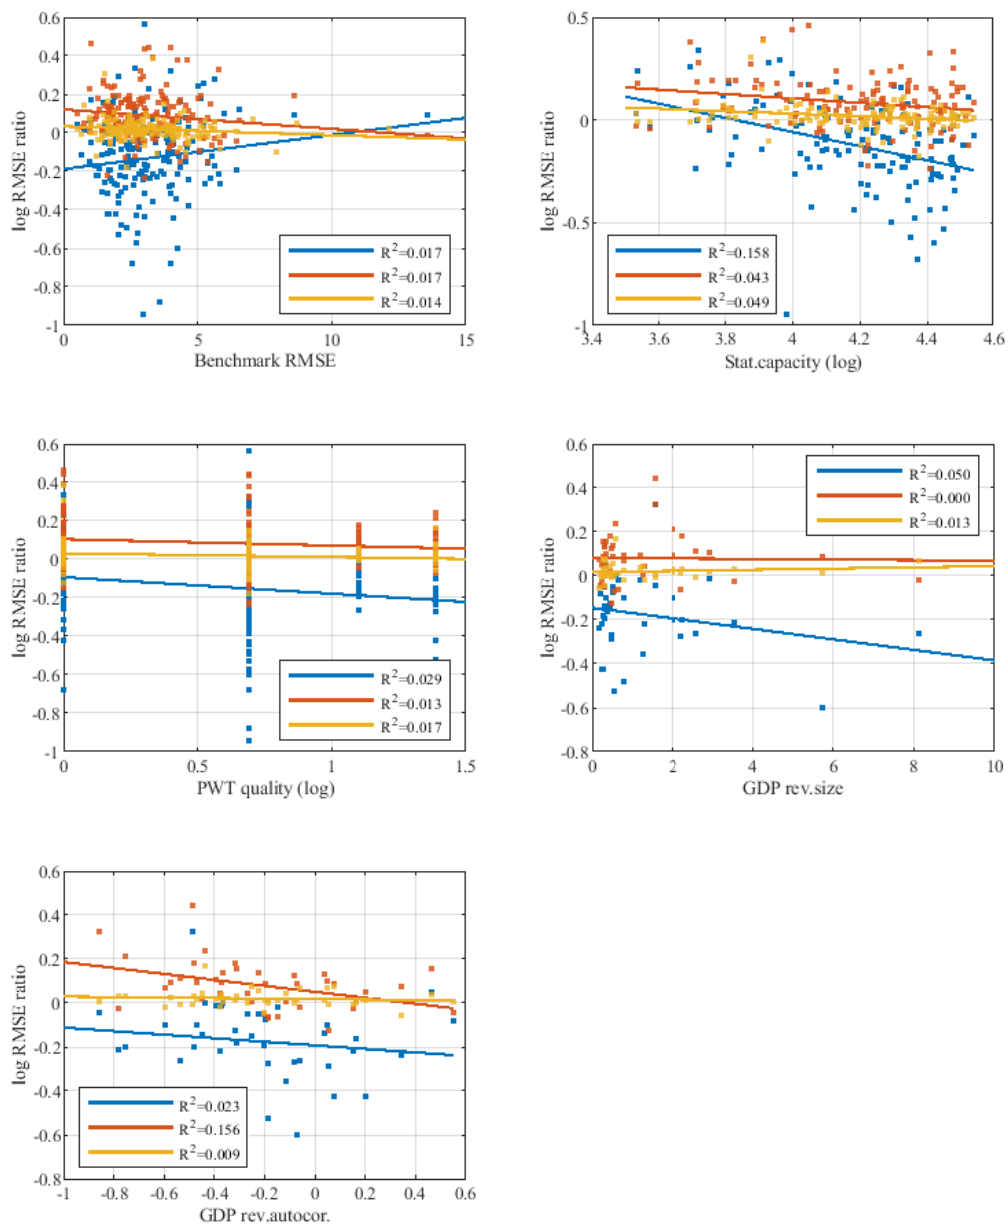 0.6
0.4
0.2
0
-0.2
-0.4
-0.6
-0.8
-1
log RMSE ratio
R²=0.017
R²=0.017
R²=0.014
0 5 10 15
Benchmark RMSE
0.5
0
-0.5
-1
log RMSE ratio
R²=0.158
R²=0.043
R²=0.049
3.4 3.6 3.8 4 4.2 4.4 4.6
Stat.capacity (log)
0.6
0.4
0.2
0
-0.2
-0.4
-0.6
-0.8
-1
log RMSE ratio
R²=0.029
R²=0.013
R²=0.017
0 0.5 1 1.5
PWT quality (log)
0.6
0.4
0.2
0
-0.2
-0.4
-0.6
-0.8
log RMSE ratio
R²=0.050
R²=0.000
R²=0.013
0 2 4 6 8 10
GDP rev.size
0.6
0.4
0.2
0
-0.2
-0.4
-0.6
-0.8
log RMSE ratio
R²=0.023
R²=0.156
R²=0.009
-1 -0.8 -0.6 -0.4 -0.2 0 0.2 0.4 0.6
GDP rev.autocor.